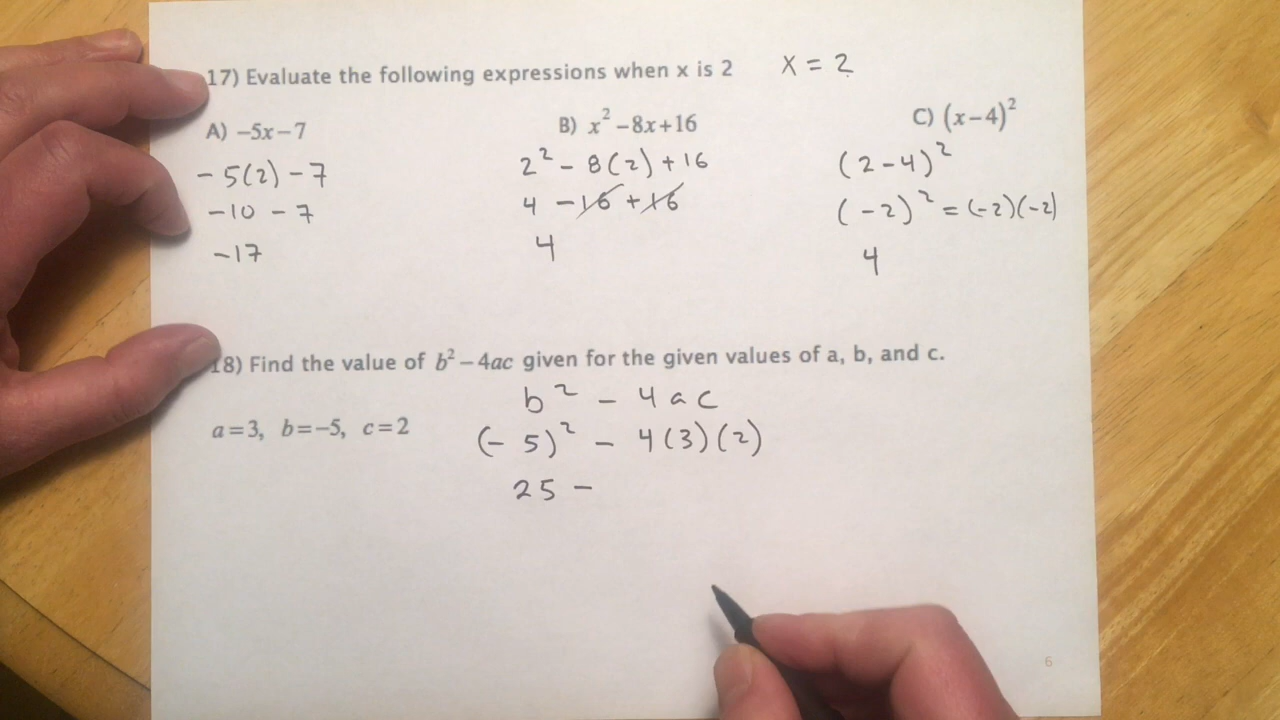 17) Evaluate the following expressions when x is 2 X = 2
A) −5x−7
- 5(2) - 7
-10 - 7
-17
B) x² −8x+16
2² - 8(2) + 16
4 - 16 + 16
4
C) (x−4)²
(2-4)²
(-2)² = (-2)(-2)
4
18) Find the value of b² − 4ac given for the given values of a, b, and c.
a=3, b=−5, c=2
b² - 4ac
(-5)² - 4(3)(2)
25 -
6